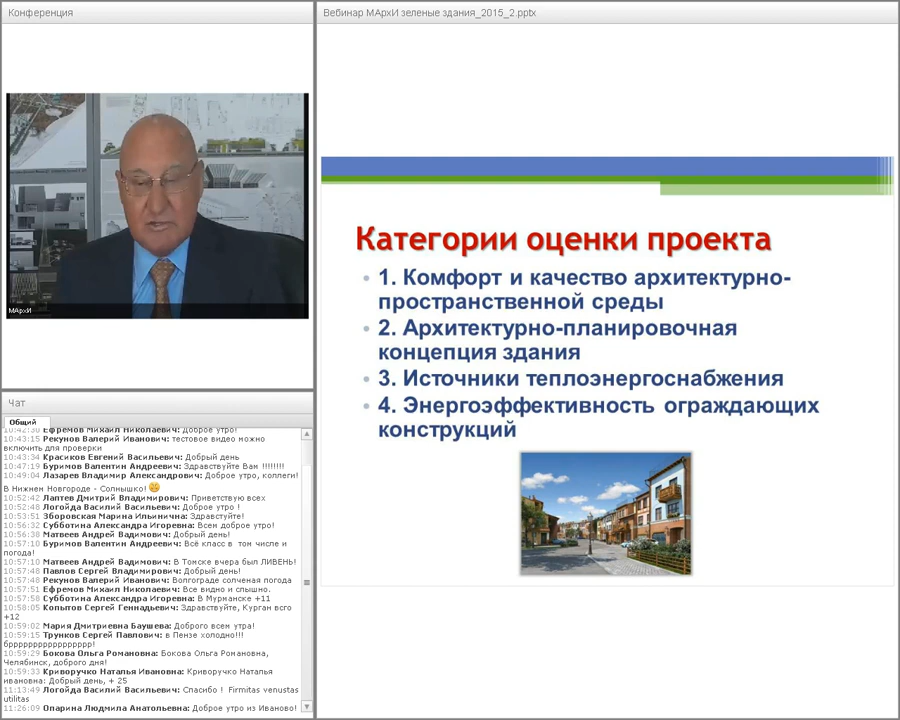 Конференция
МАрхИ
Чат
Общий
10:42:30 Ефремов Михаил Николаевич: Доброе утро!
10:43:15 Рекунов Валерий Иванович: тестовое видео можно
включить для проверки
10:43:34 Красиков Евгений Васильевич: Добрый день
10:47:19 Буримов Валентин Андреевич: Здравствуйте Вам !!!!!!!!
10:49:04 Лазарев Владимир Александрович: Доброе утро, коллеги!
В Нижнем Новгороде - Солнышко!
10:52:42 Лаптев Дмитрий Владимирович: Приветствую всех
10:52:48 Логойда Василий Васильевич: Доброе утро !
10:53:51 Зборовская Марина Ильинична: Здравстуйте!
10:56:32 Субботина Александра Игоревна: Всем доброе утро!
10:56:38 Матвеев Андрей Вадимович: Добрый день!
10:57:10 Буримов Валентин Андреевич: Всё класс в том числе и
погода!
10:57:10 Матвеев Андрей Вадимович: В Томске вчера был ЛИВЕНЬ!
10:57:48 Павлов Сергей Владимирович: Добрый день!
10:57:48 Рекунов Валерий Иванович: Волгограде солченая погода
10:57:51 Ефремов Михаил Николаевич: Все видно и слышно.
10:57:58 Субботина Александра Игоревна: В Мурманске +11
10:58:05 Копытов Сергей Геннадьевич: Здравствуйте, Курган всго
+12
10:59:02 Мария Дмитриевна Баушева: Доброго всем утра!
10:59:15 Трунков Сергей Павлович: в Пензе холодно!!!
бррррррррррррррррр!
10:59:29 Бокова Ольга Романовна: Бокова Ольга Романовна,
Челябинск, доброго дня!
10:59:33 Криворучко Наталья Ивановна: Криворучко Наталья
ивановна: Добрый день, + 25
11:13:49 Логойда Василий Васильевич: Спасибо ! Firmitas venustas
utilitas
11:26:09 Опарина Людмила Анатольевна: Доброе утро из Иваново!
Вебинар МАрхИ зеленые здания_2015_2.pptx
Категории оценки проекта
• 1. Комфорт и качество архитектурно-
пространственной среды
• 2. Архитектурно-планировочная
концепция здания
• 3. Источники теплоэнергоснабжения
• 4. Энергоэффективность ограждающих
конструкций